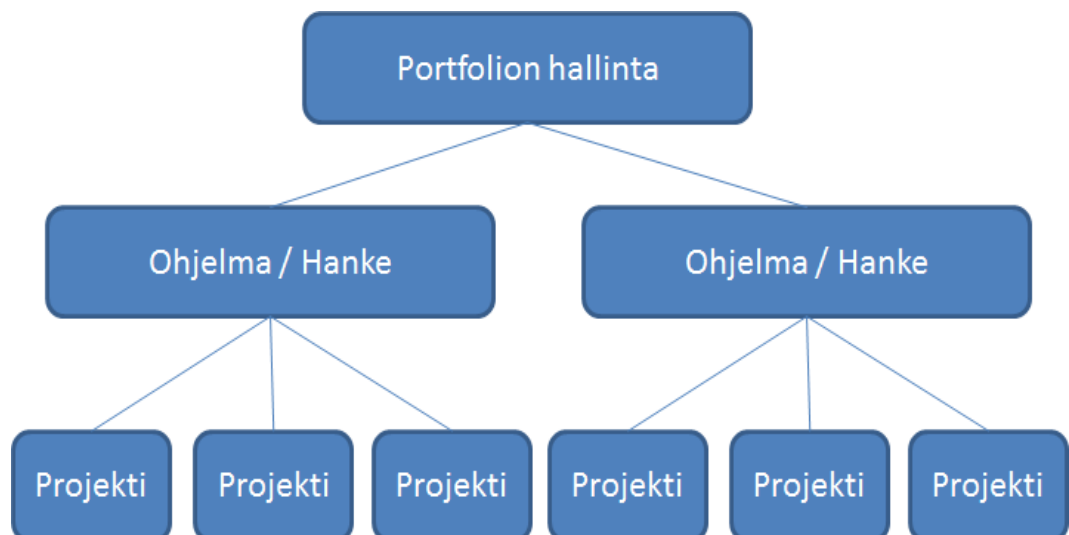 Portfolion hallinta
Ohjelma / Hanke
Ohjelma / Hanke
Projekti
Projekti
Projekti
Projekti
Projekti
Projekti